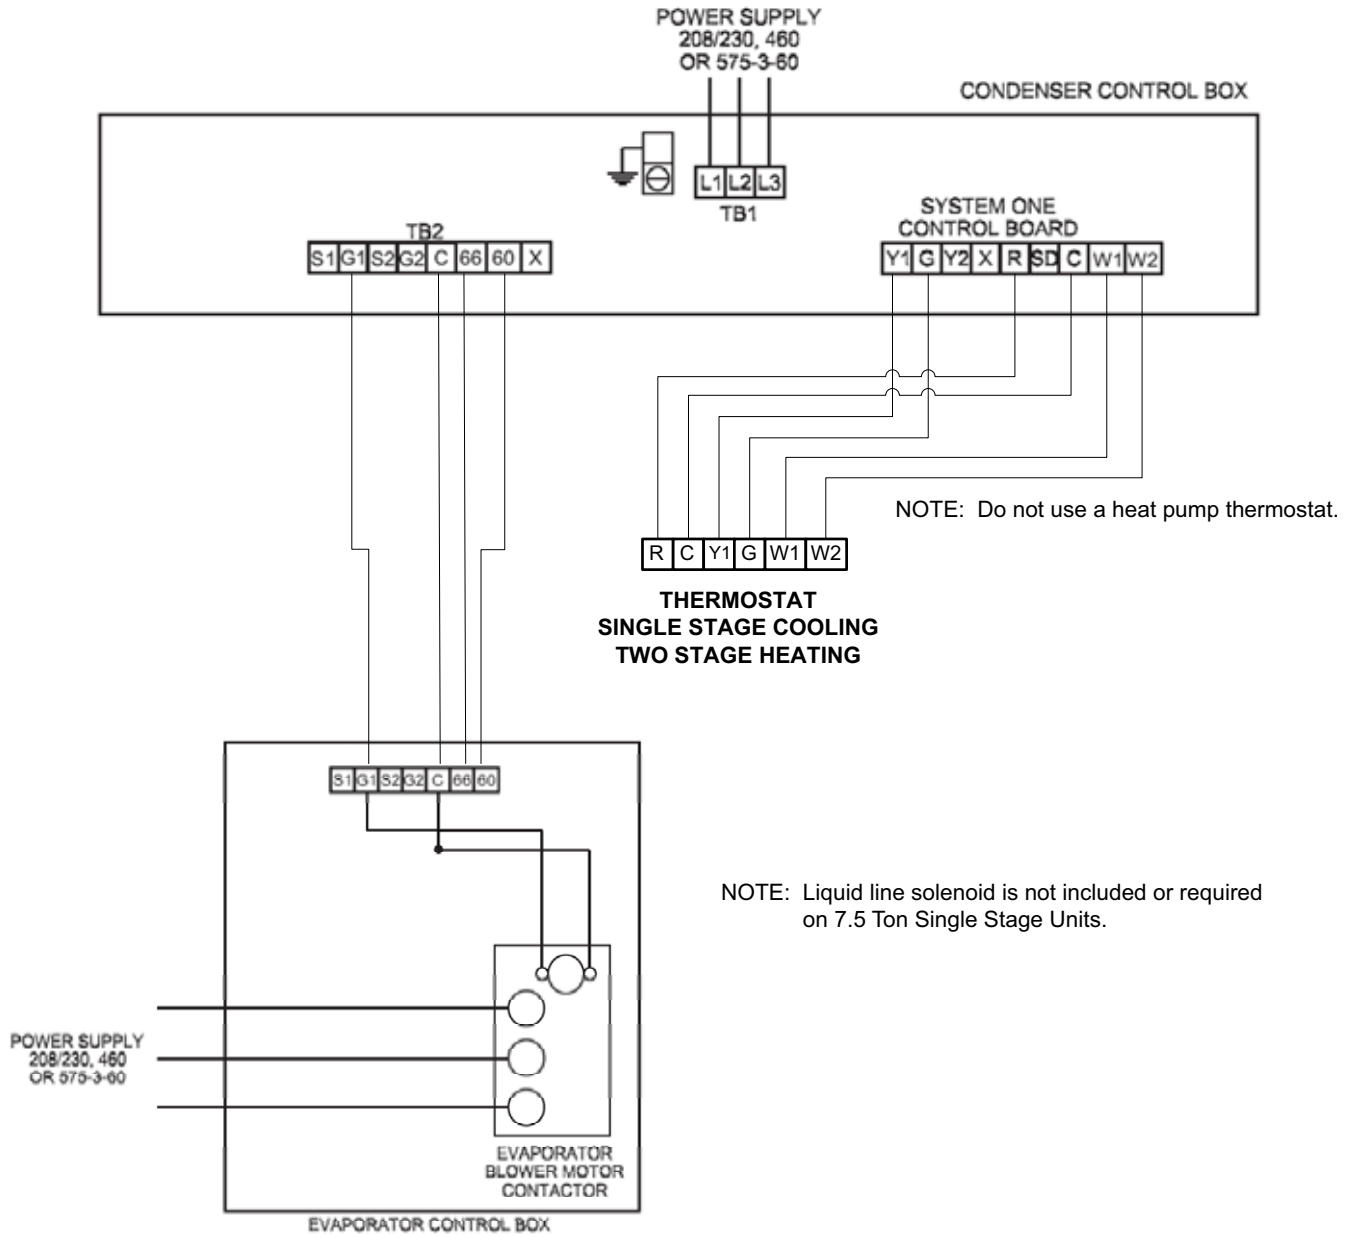 POWER SUPPLY
208/230, 460
OR 575-3-60
CONDENSER CONTROL BOX
L1 L2 L3
TB1
SYSTEM ONE
CONTROL BOARD
TB2
S1 G1 S2 G2 C 66 60 X
Y1 G Y2 X R SD C W1 W2
NOTE: Do not use a heat pump thermostat.
R C Y1 G W1 W2
THERMOSTAT
SINGLE STAGE COOLING
TWO STAGE HEATING
S1 G1 S2 G2 C 66 60
NOTE: Liquid line solenoid is not included or required
on 7.5 Ton Single Stage Units.
POWER SUPPLY
208/230, 460
OR 575-3-60
EVAPORATOR
BLOWER MOTOR
CONTACTOR
EVAPORATOR CONTROL BOX